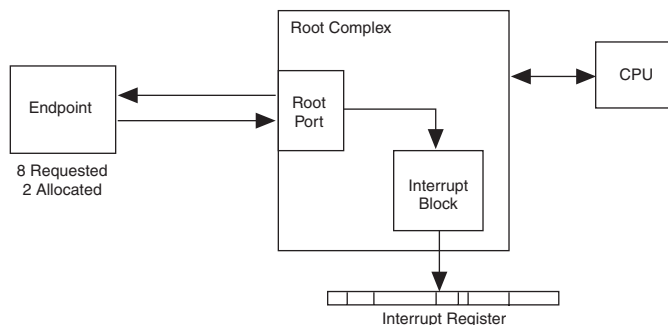 Root Complex
CPU
Endpoint
Root
Port
8 Requested
2 Allocated
Interrupt
Block
Interrupt Register